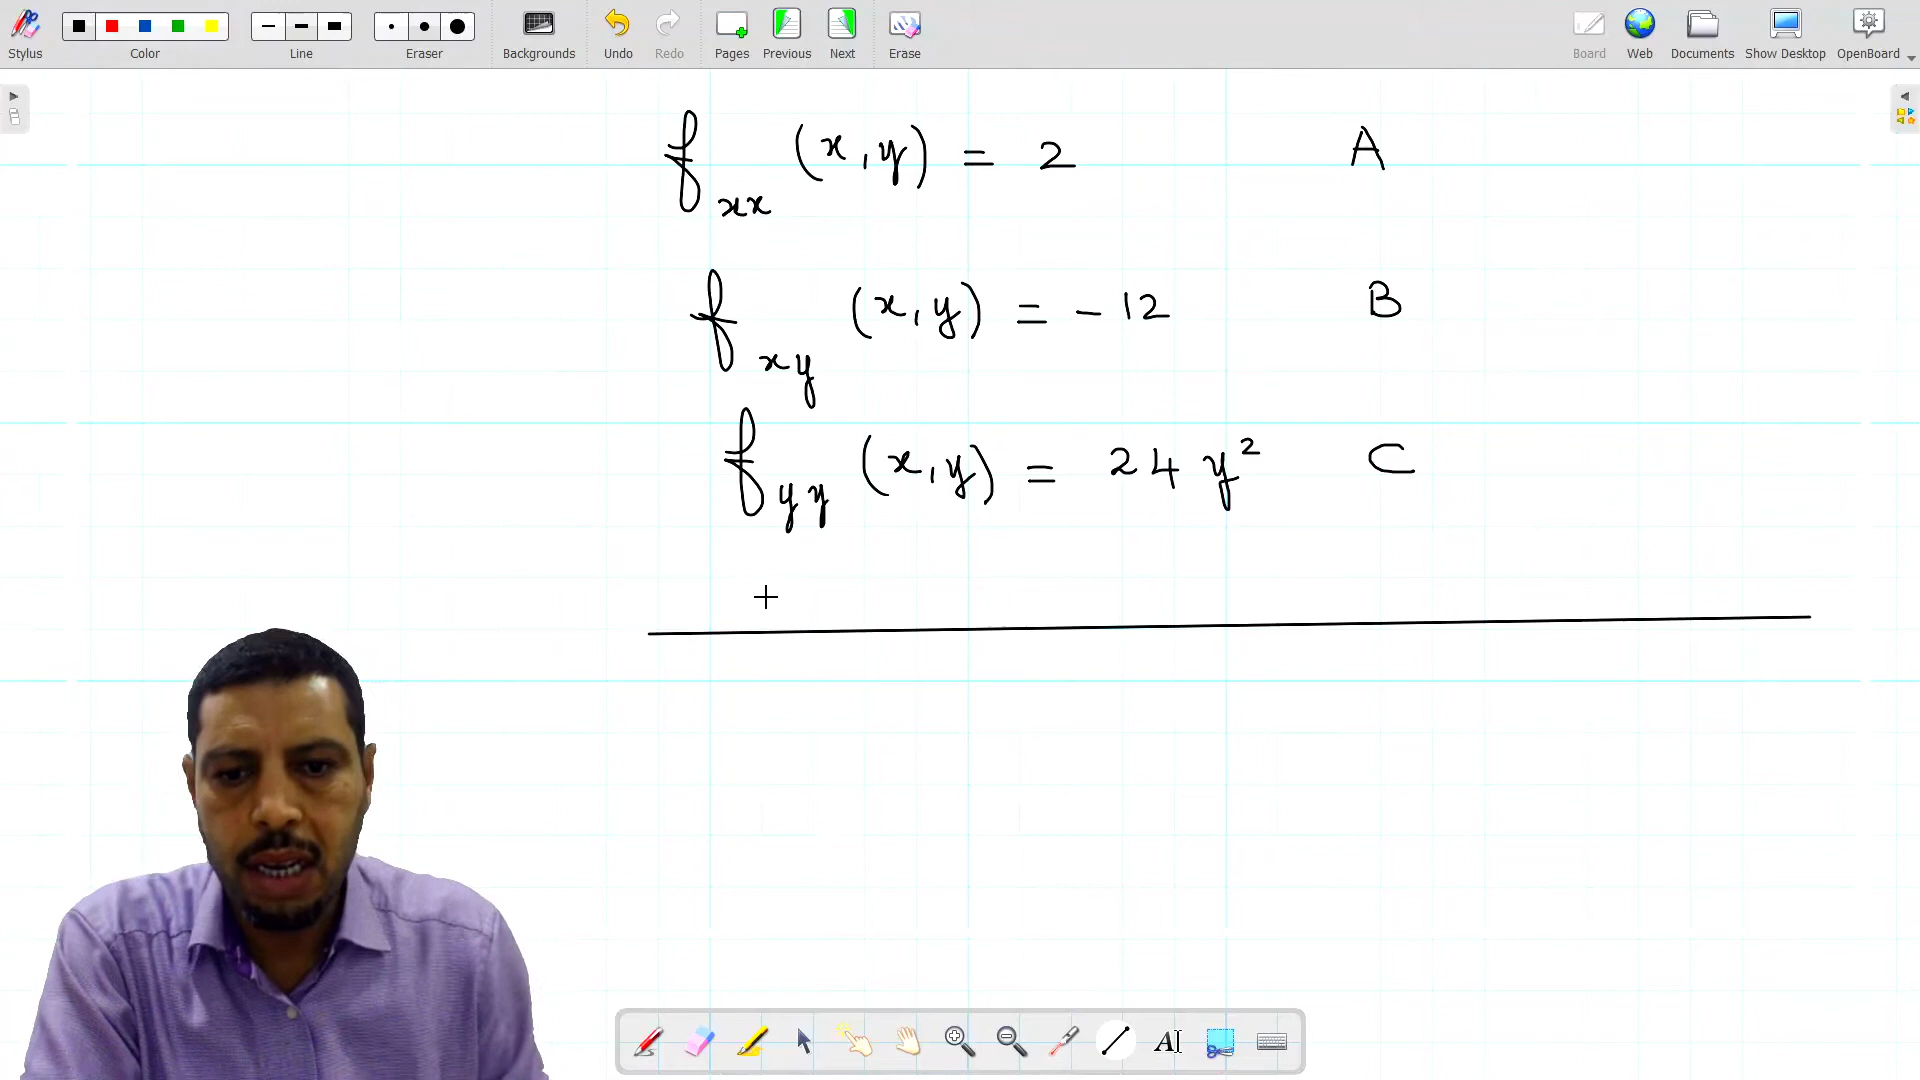 Stylus Color Line Eraser Backgrounds Undo Redo Pages Previous Next Erase Board Web Documents Show Desktop OpenBoard
f_xx (x,y) = 2 A
f_xy (x,y) = -12 B
f_yy (x,y) = 24 y² C
A